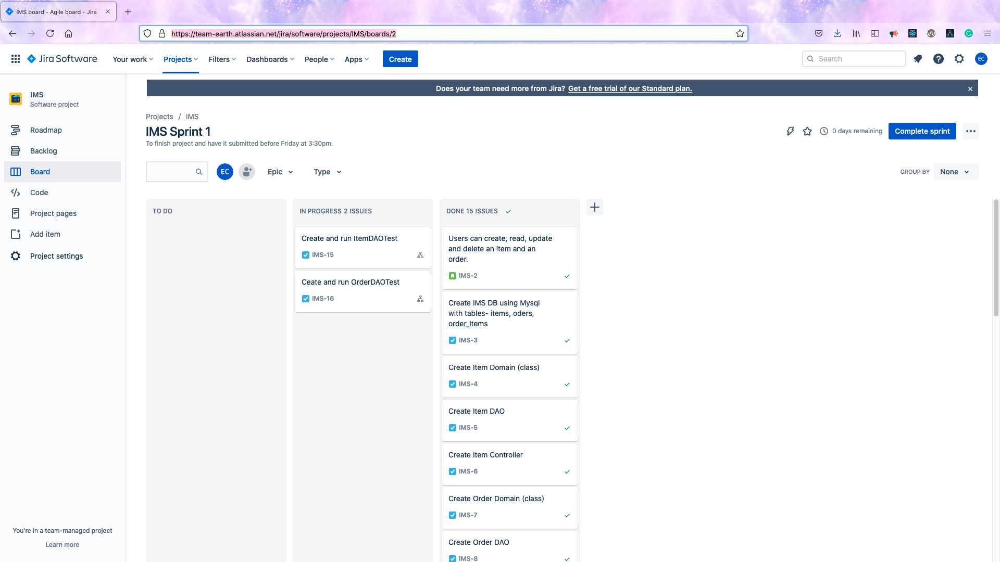 IMS board - Agile board - Jira
https://team-earth.atlassian.net/jira/software/projects/IMS/boards/2
Jira Software
Your work
Projects
Filters
Dashboards
People
Apps
Create
Search
EC
IMS
Software project
Roadmap
Backlog
Board
Code
Project pages
Add item
Project settings
You're in a team-managed project
Learn more
Does your team need more from Jira? Get a free trial of our Standard plan.
Projects / IMS
IMS Sprint 1
To finish project and have it submitted before Friday at 3:30pm.
0 days remaining
Complete sprint
EC
Epic
Type
GROUP BY
None
TO DO
IN PROGRESS 2 ISSUES
Create and run ItemDAOTest
IMS-15
Ceate and run OrderDAOTest
IMS-16
DONE 15 ISSUES
Users can create, read, update
and delete an item and an
order.
IMS-2
Create IMS DB using Mysql
with tables- items, oders,
order_items
IMS-3
Create Item Domain (class)
IMS-4
Create Item DAO
IMS-5
Create Item Controller
IMS-6
Create Order Domain (class)
IMS-7
Create Order DAO
IMS-8